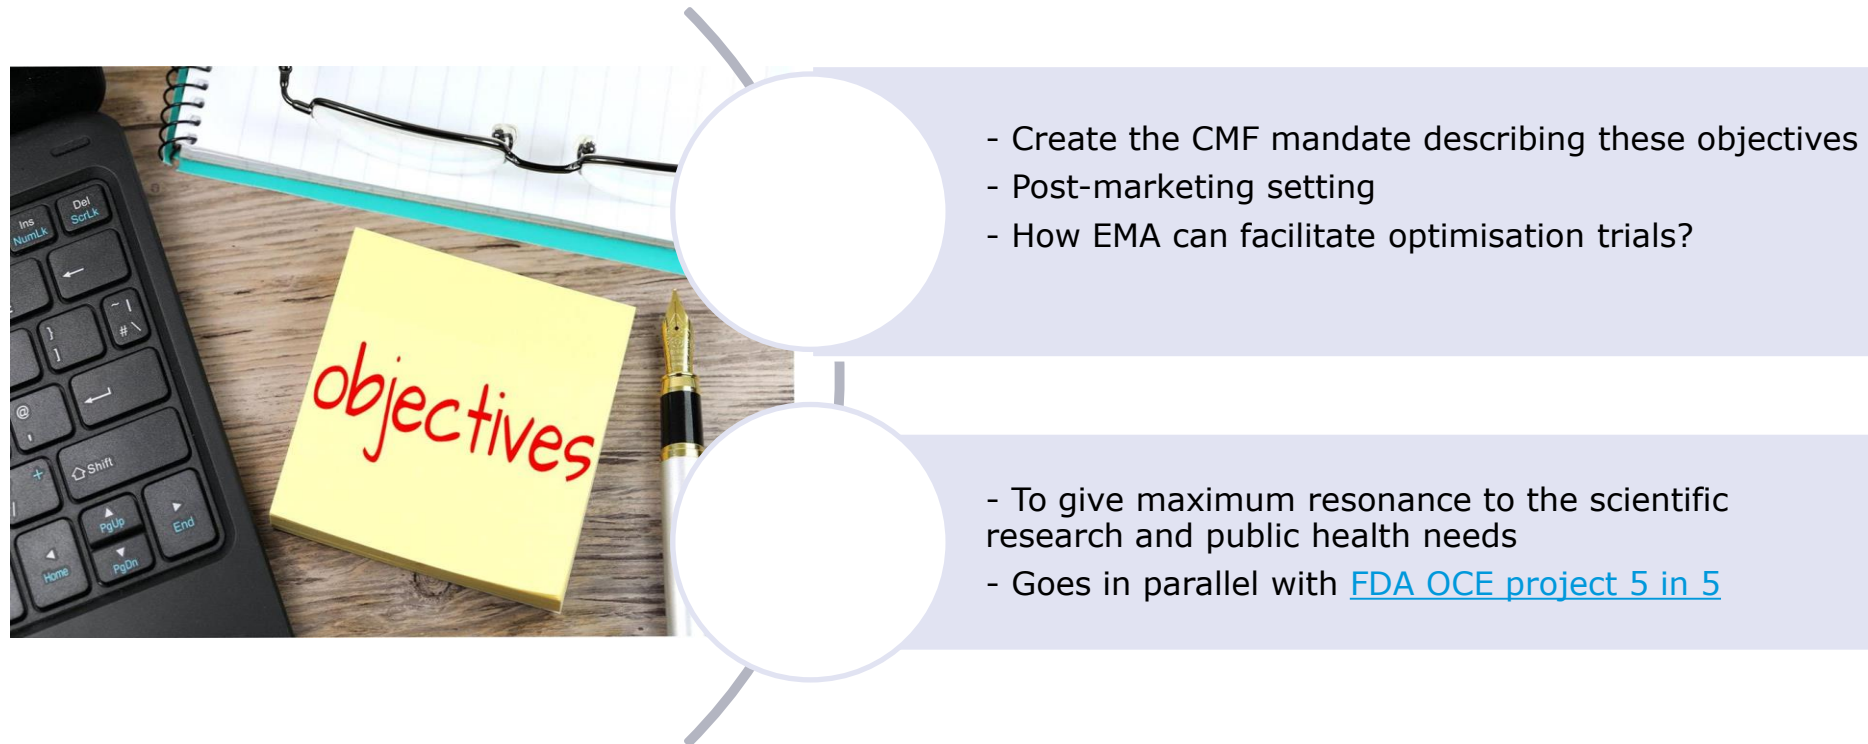 - Create the CMF mandate describing these objectives
- Post-marketing setting
- How EMA can facilitate optimisation trials?
- To give maximum resonance to the scientific
research and public health needs
- Goes in parallel with FDA OCE project 5 in 5
objectives
Ins
NumLk
Del
ScrLk
}
]
~ |
# \
@
'
+
Shift
PgUp
End
Home
PgDn